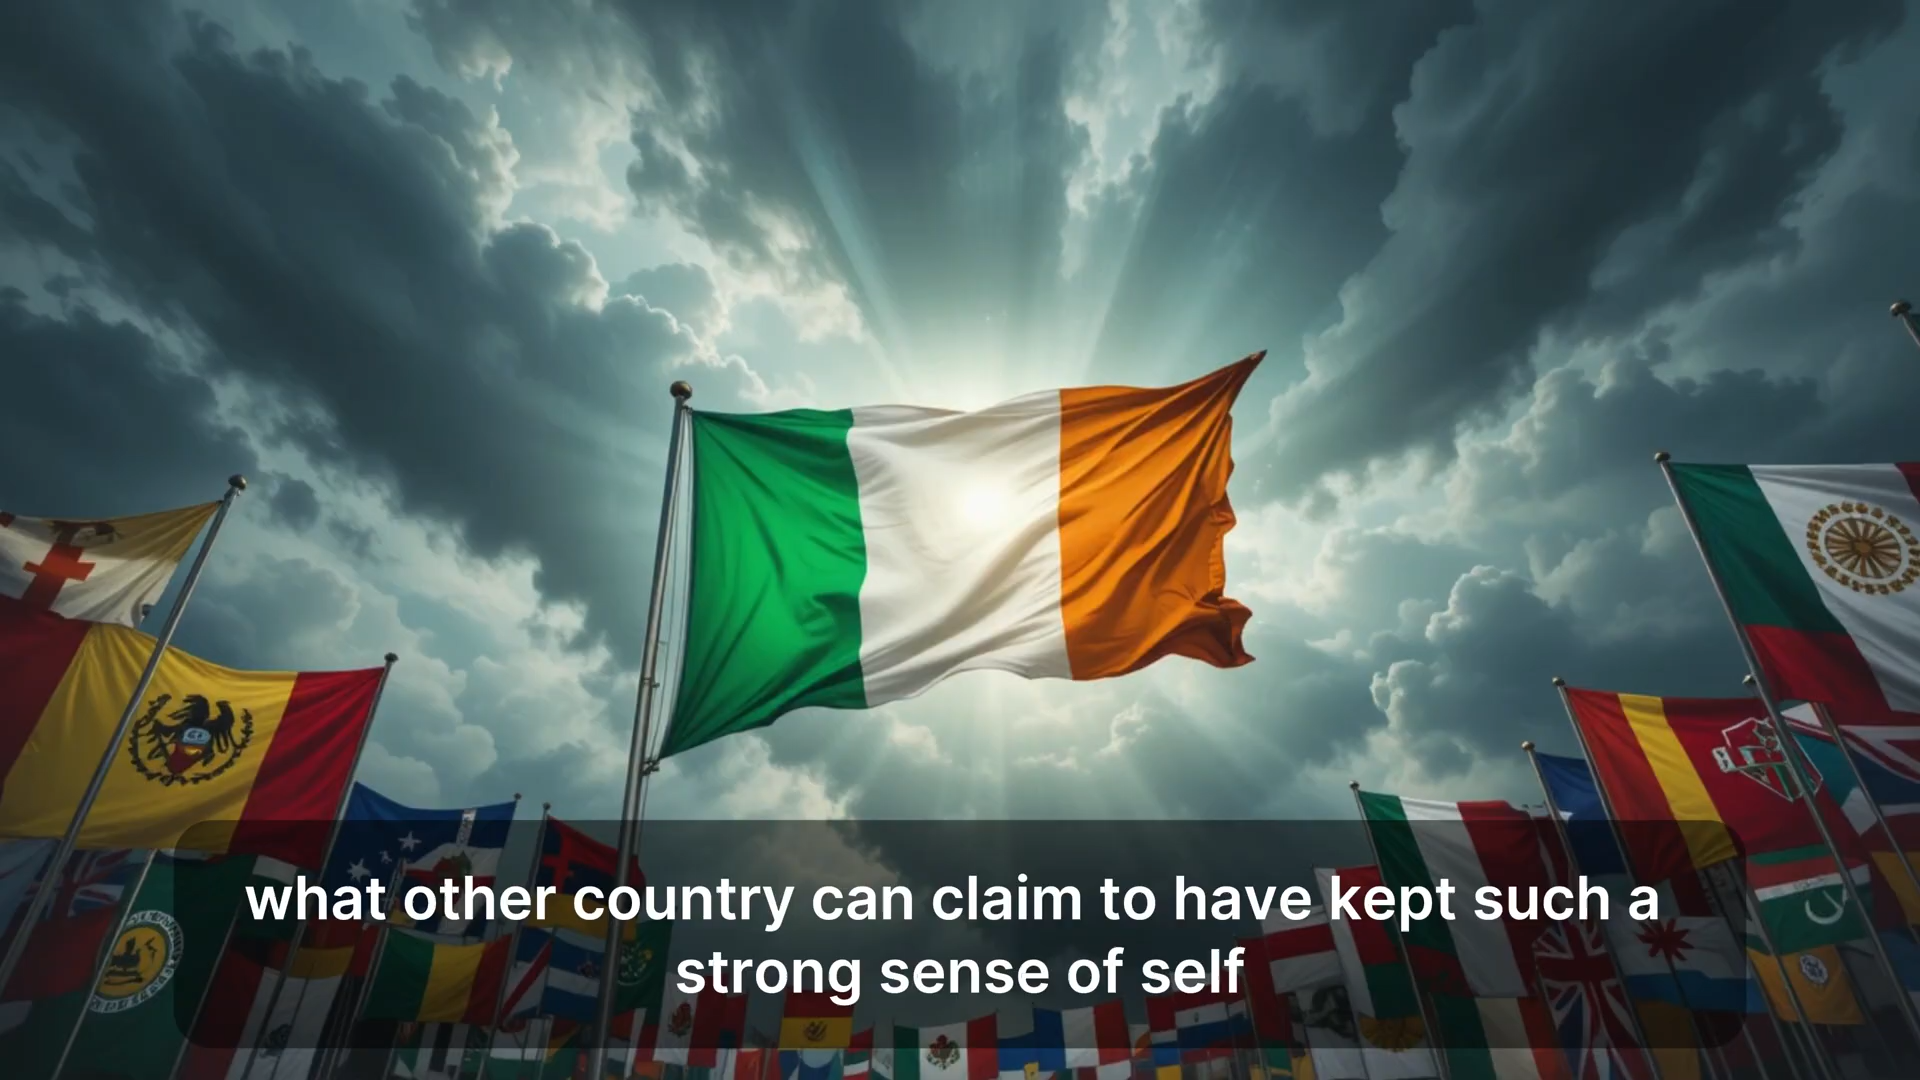 what other country can claim to have kept such a
strong sense of self